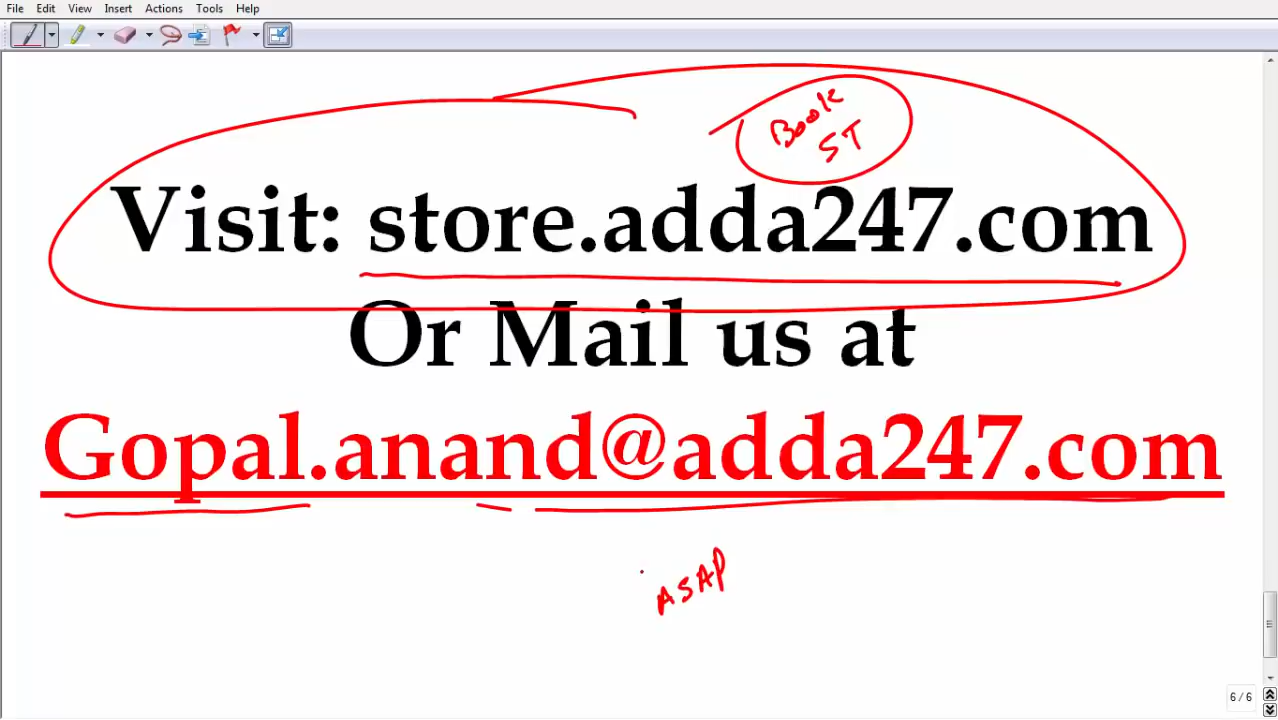 File Edit View Insert Actions Tools Help
Book
ST
Visit: store.adda247.com
Or Mail us at
Gopal.anand@adda247.com
ASAP
6 / 6